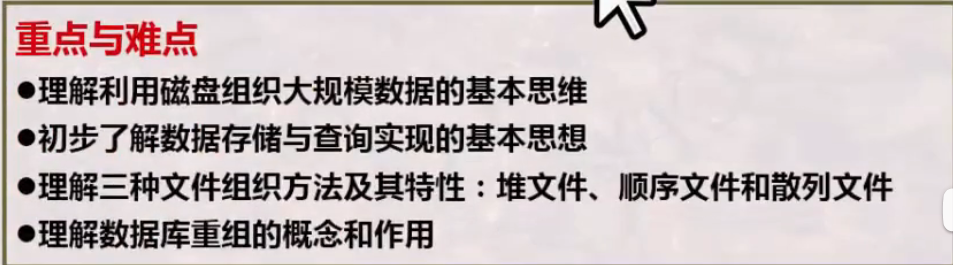 重点与难点
●理解利用磁盘组织大规模数据的基本思维
●初步了解数据存储与查询实现的基本思想
●理解三种文件组织方法及其特性：堆文件、顺序文件和散列文件
●理解数据库重组的概念和作用